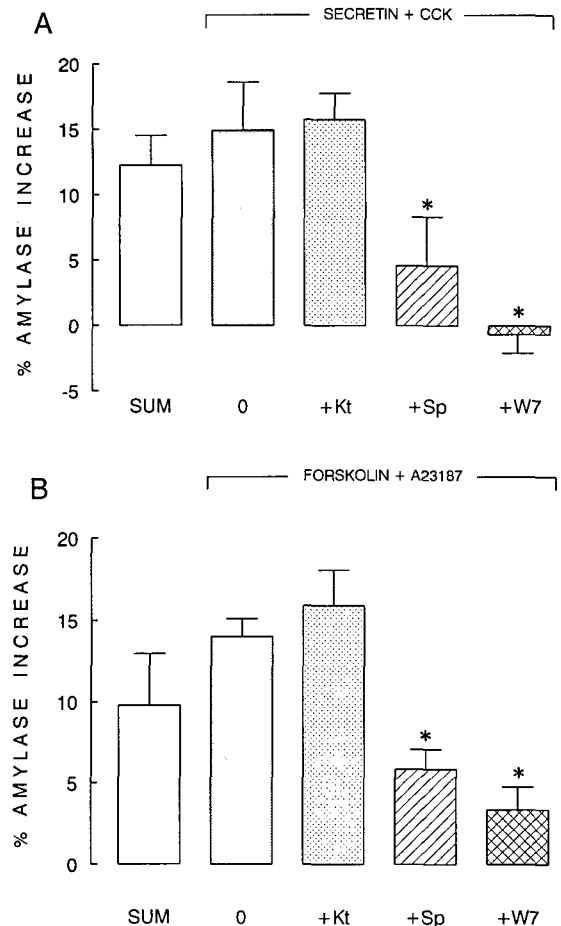 A
SECRETIN + CCK
% AMYLASE INCREASE
20
15
10
5
0
-5
*
*
SUM
0
+Kt
+Sp
+W7
B
FORSKOLIN + A23187
% AMYLASE INCREASE
20
15
10
5
0
*
*
SUM
0
+Kt
+Sp
+W7